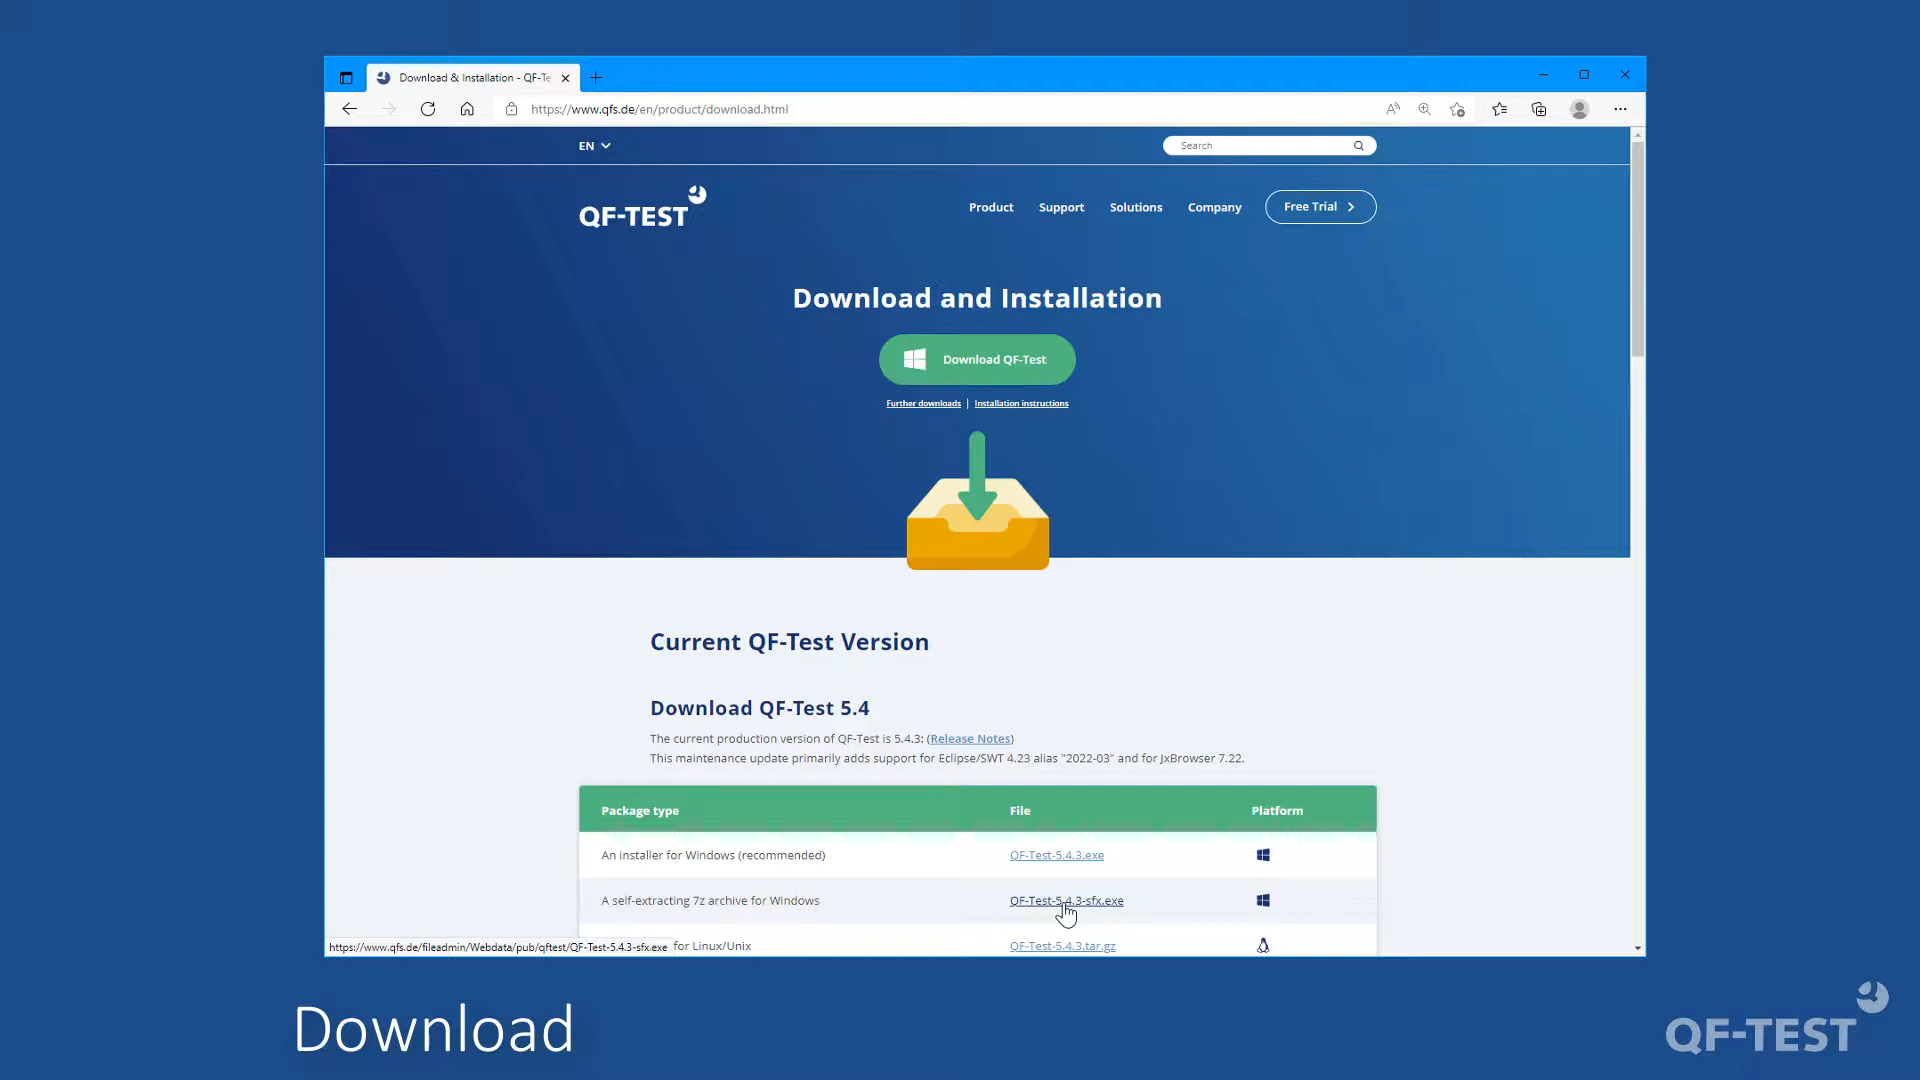 Download & Installation - QF-Te
https://www.qfs.de/en/product/download.html
EN
Search
QF-TEST
Product
Support
Solutions
Company
Free Trial
Download and Installation
Download QF-Test
Further downloads | Installation instructions
Current QF-Test Version
Download QF-Test 5.4
The current production version of QF-Test is 5.4.3: (Release Notes)
This maintenance update primarily adds support for Eclipse/SWT 4.23 alias "2022-03" and for JxBrowser 7.22.
Package type File Platform
An installer for Windows (recommended) QF-Test-5.4.3.exe
A self-extracting 7z archive for Windows QF-Test-5.4.3-sfx.exe
for Linux/Unix QF-Test-5.4.3.tar.gz
https://www.qfs.de/fileadmin/Webdata/pub/qftest/QF-Test-5.4.3-sfx.exe
Download
QF-TEST